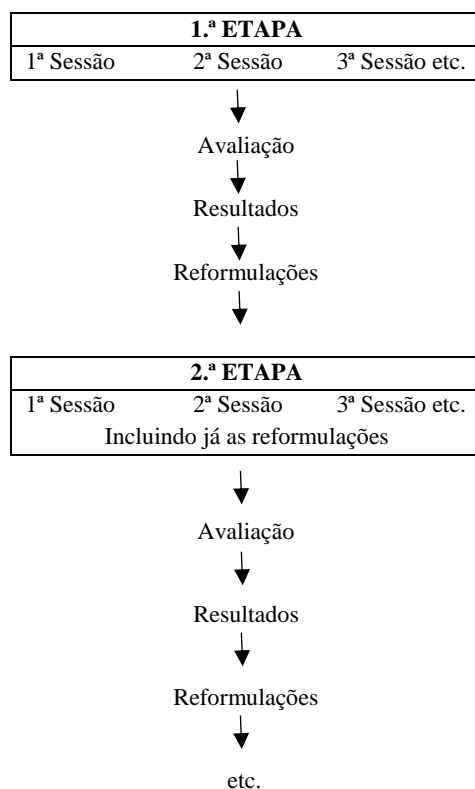 1.ª ETAPA
1ª Sessão 2ª Sessão 3ª Sessão etc.
Avaliação
Resultados
Reformulações
2.ª ETAPA
1ª Sessão 2ª Sessão 3ª Sessão etc.
Incluindo já as reformulações
Avaliação
Resultados
Reformulações
etc.